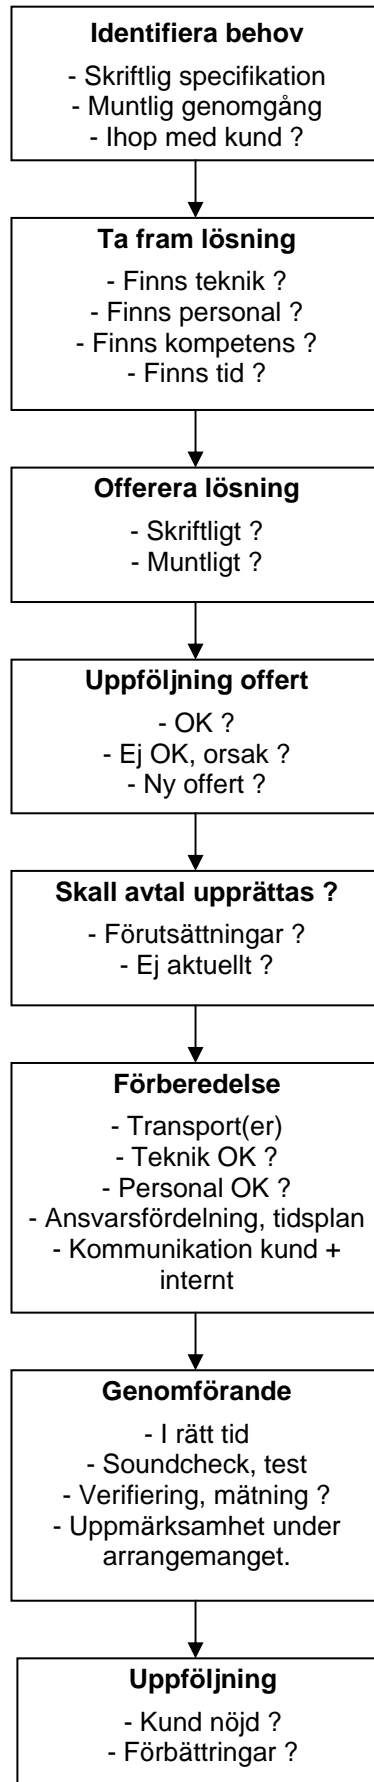 Identifiera behov
- Skriftlig specifikation
- Muntlig genomgång
- Ihop med kund ?
Ta fram lösning
- Finns teknik ?
- Finns personal ?
- Finns kompetens ?
- Finns tid ?
Offerera lösning
- Skriftligt ?
- Muntligt ?
Uppföljning offert
- OK ?
- Ej OK, orsak ?
- Ny offert ?
Skall avtal upprättas ?
- Förutsättningar ?
- Ej aktuellt ?
Förberedelse
- Transport(er)
- Teknik OK ?
- Personal OK ?
- Ansvarsfördelning, tidsplan
- Kommunikation kund +
internt
Genomförande
- I rätt tid
- Soundcheck, test
- Verifiering, mätning ?
- Uppmärksamhet under
arrangemanget.
Uppföljning
- Kund nöjd ?
- Förbättringar ?